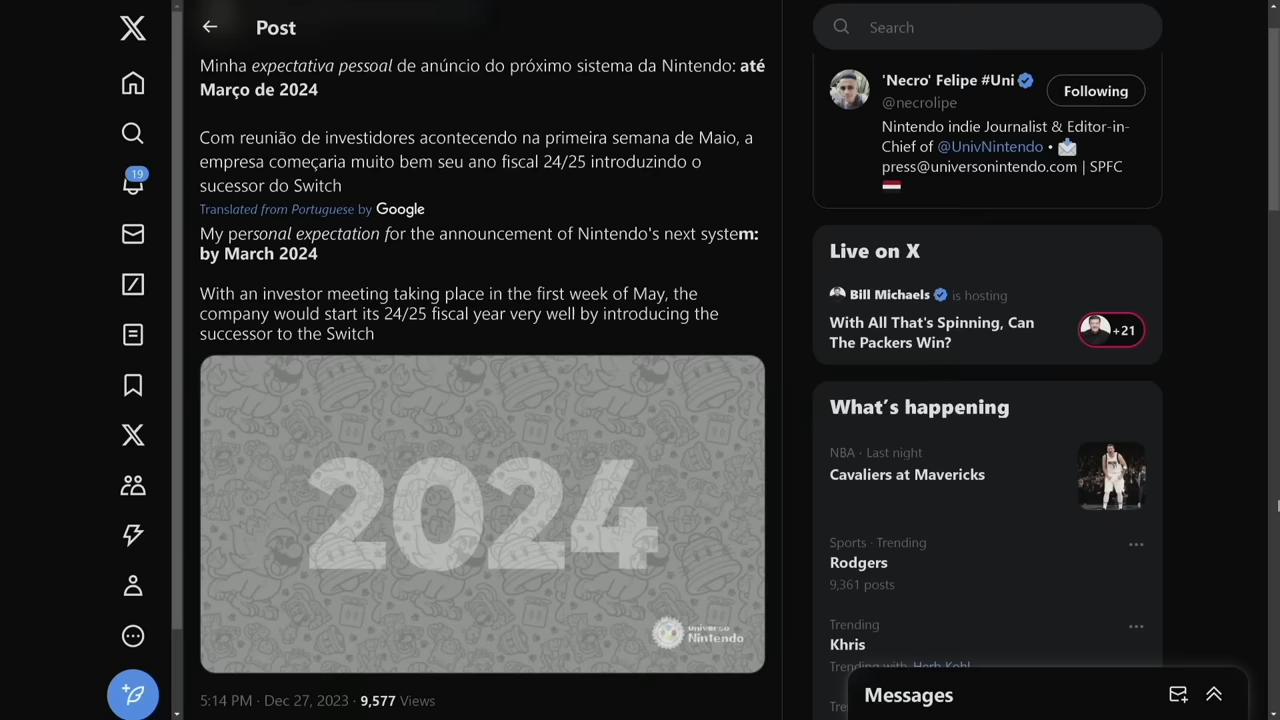 Post
Minha expectativa pessoal de anúncio do próximo sistema da Nintendo: até
Março de 2024
Com reunião de investidores acontecendo na primeira semana de Maio, a
empresa começaria muito bem seu ano fiscal 24/25 introduzindo o
sucessor do Switch
Translated from Portuguese by Google
My personal expectation for the announcement of Nintendo's next system:
by March 2024
With an investor meeting taking place in the first week of May, the
company would start its 24/25 fiscal year very well by introducing the
successor to the Switch
2024
Universo
Nintendo
5:14 PM · Dec 27, 2023 · 9,577 Views
19
Search
'Necro' Felipe #Uni
@necrolipe
Following
Nintendo indie Journalist & Editor-in-
Chief of @UnivNintendo •
press@universonintendo.com | SPFC
Live on X
Bill Michaels is hosting
With All That's Spinning, Can
The Packers Win?
+21
What's happening
NBA · Last night
Cavaliers at Mavericks
Sports · Trending
Rodgers
9,361 posts
Trending
Khris
Trending with Herb Kohl
Tre
Messages